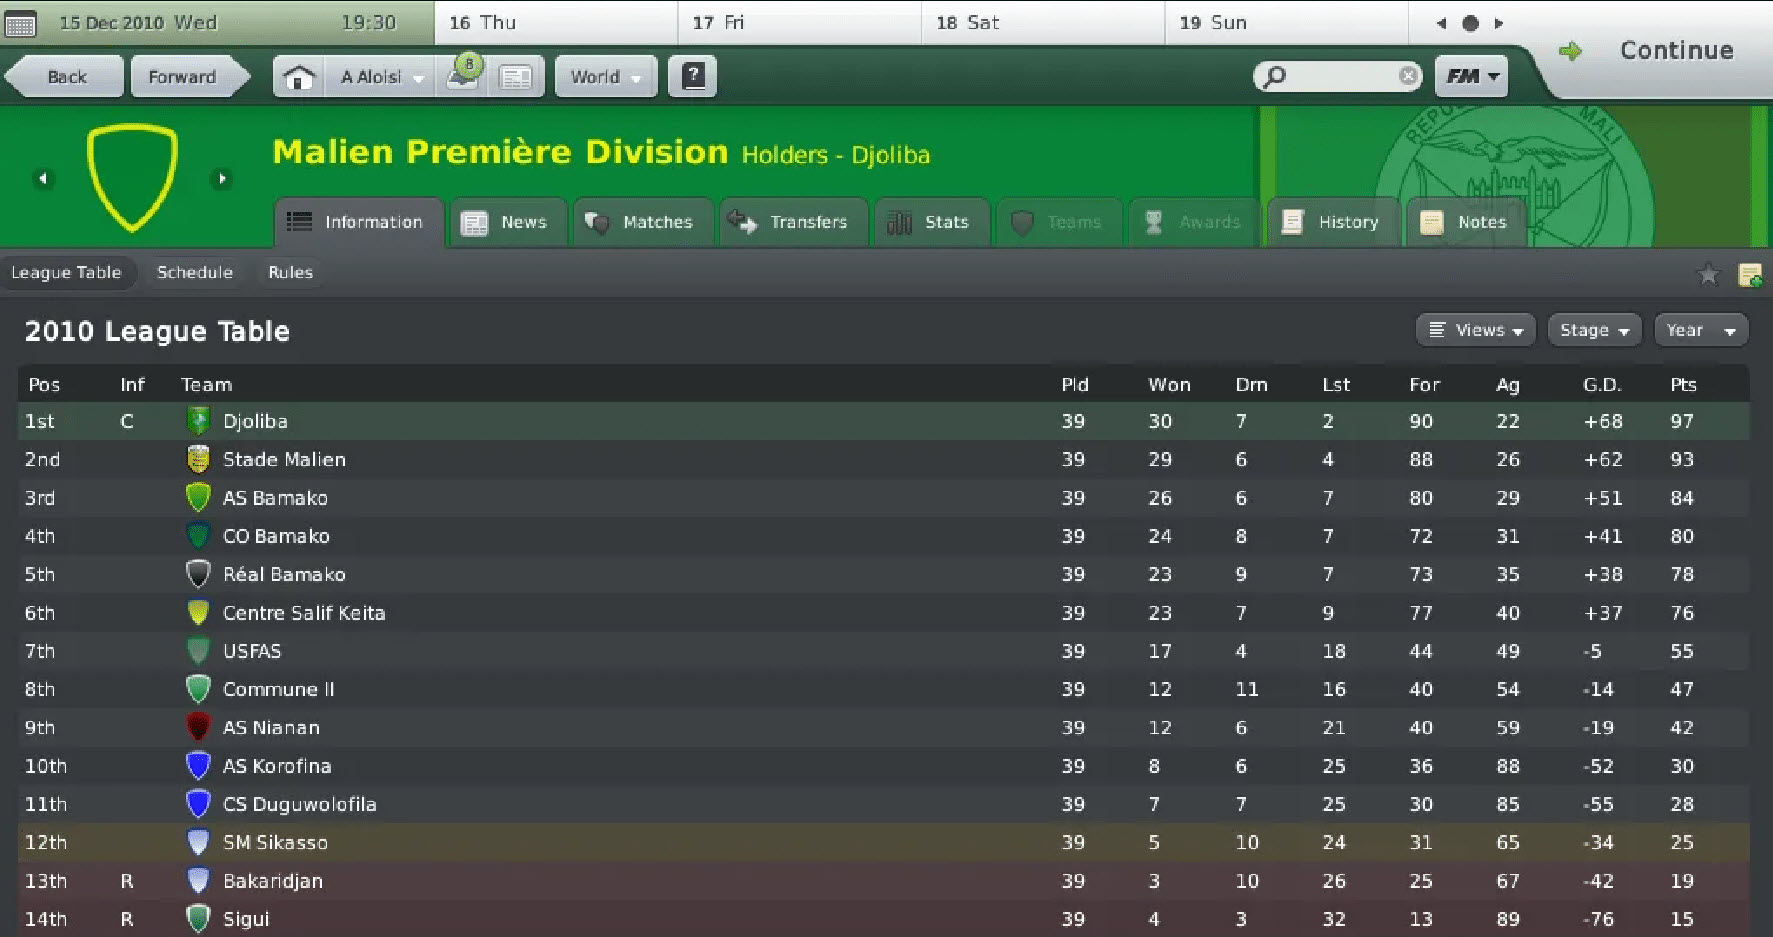 15 Dec 2010 Wed 19:30 16 Thu 17 Fri 18 Sat 19 Sun
Continue
Back Forward A Aloisi 8 World ? FM
REPUB MALI
Malien Première Division Holders - Djoliba
Information News Matches Transfers Stats Teams Awards History Notes
League Table Schedule Rules
2010 League Table Views Stage Year
Pos Inf Team Pld Won Drn Lst For Ag G.D. Pts
1st C Djoliba 39 30 7 2 90 22 +68 97
2nd Stade Malien 39 29 6 4 88 26 +62 93
3rd AS Bamako 39 26 6 7 80 29 +51 84
4th CO Bamako 39 24 8 7 72 31 +41 80
5th Réal Bamako 39 23 9 7 73 35 +38 78
6th Centre Salif Keita 39 23 7 9 77 40 +37 76
7th USFAS 39 17 4 18 44 49 -5 55
8th Commune II 39 12 11 16 40 54 -14 47
9th AS Nianan 39 12 6 21 40 59 -19 42
10th AS Korofina 39 8 6 25 36 88 -52 30
11th CS Duguwolofila 39 7 7 25 30 85 -55 28
12th SM Sikasso 39 5 10 24 31 65 -34 25
13th R Bakaridjan 39 3 10 26 25 67 -42 19
14th R Sigui 39 4 3 32 13 89 -76 15